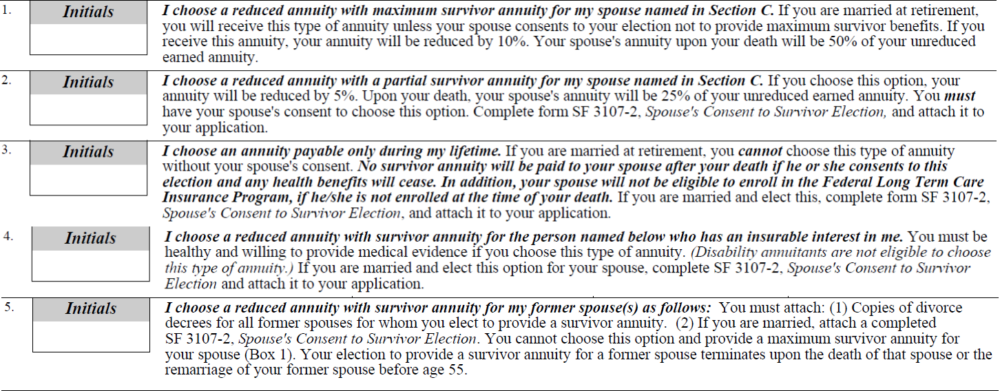 1. Initials I choose a reduced annuity with maximum survivor annuity for my spouse named in Section C. If you are married at retirement,
you will receive this type of annuity unless your spouse consents to your election not to provide maximum survivor benefits. If you
receive this annuity, your annuity will be reduced by 10%. Your spouse's annuity upon your death will be 50% of your unreduced
earned annuity.
2. Initials I choose a reduced annuity with a partial survivor annuity for my spouse named in Section C. If you choose this option, your
annuity will be reduced by 5%. Upon your death, your spouse's annuity will be 25% of your unreduced earned annuity. You must
have your spouse's consent to choose this option. Complete form SF 3107-2, Spouse's Consent to Survivor Election, and attach it to
your application.
3. Initials I choose an annuity payable only during my lifetime. If you are married at retirement, you cannot choose this type of annuity
without your spouse's consent. No survivor annuity will be paid to your spouse after your death if he or she consents to this
election and any health benefits will cease. In addition, your spouse will not be eligible to enroll in the Federal Long Term Care
Insurance Program, if he/she is not enrolled at the time of your death. If you are married and elect this, complete form SF 3107-2,
Spouse's Consent to Survivor Election, and attach it to your application.
4. Initials I choose a reduced annuity with survivor annuity for the person named below who has an insurable interest in me. You must be
healthy and willing to provide medical evidence if you choose this type of annuity. (Disability annuitants are not eligible to choose
this type of annuity.) If you are married and elect this option for your spouse, complete SF 3107-2, Spouse's Consent to Survivor
Election and attach it to your application.
5. Initials I choose a reduced annuity with survivor annuity for my former spouse(s) as follows: You must attach: (1) Copies of divorce
decrees for all former spouses for whom you elect to provide a survivor annuity. (2) If you are married, attach a completed
SF 3107-2, Spouse's Consent to Survivor Election. You cannot choose this option and provide a maximum survivor annuity for
your spouse (Box 1). Your election to provide a survivor annuity for a former spouse terminates upon the death of that spouse or the
remarriage of your former spouse before age 55.